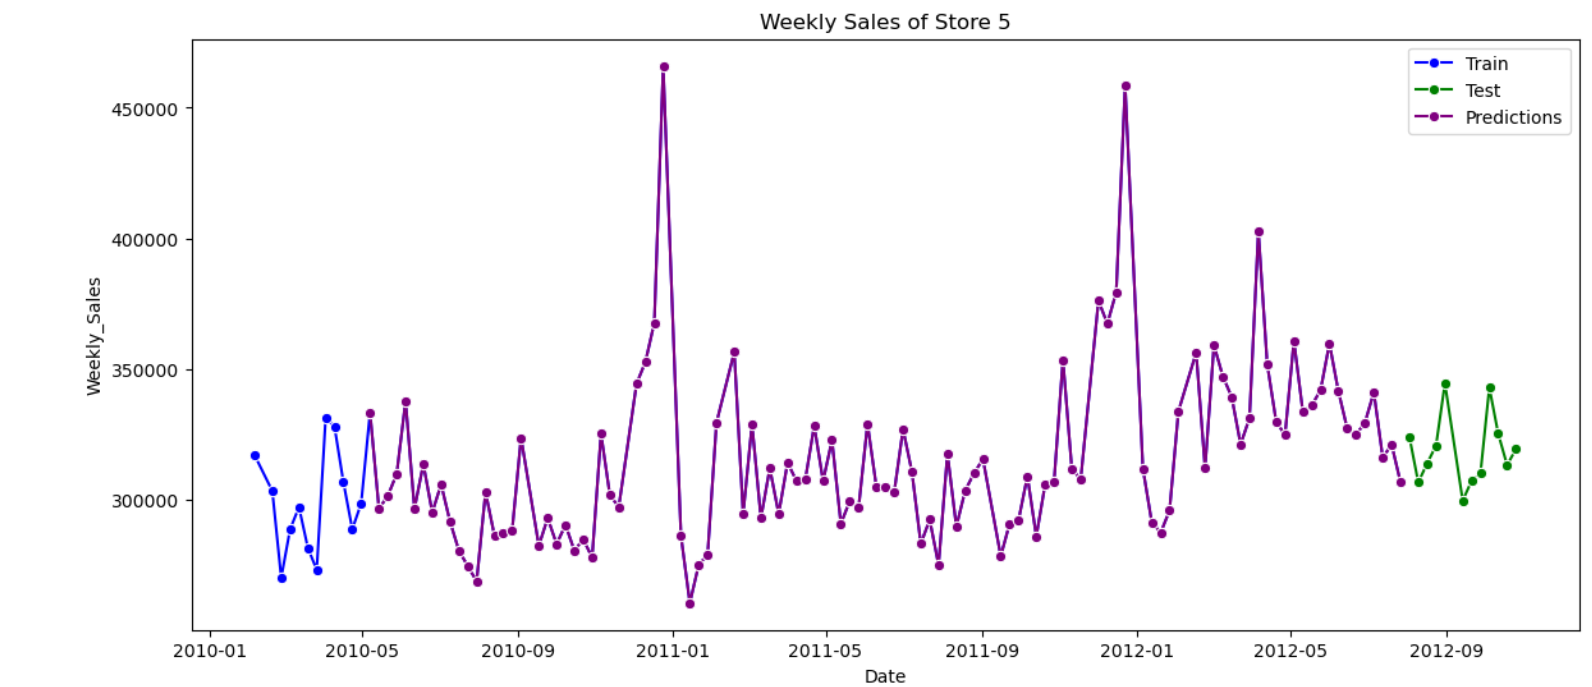 Weekly Sales of Store 5
Train
Test
Predictions
450000
400000
350000
300000
Weekly_Sales
2010-01 2010-05 2010-09 2011-01 2011-05 2011-09 2012-01 2012-05 2012-09
Date